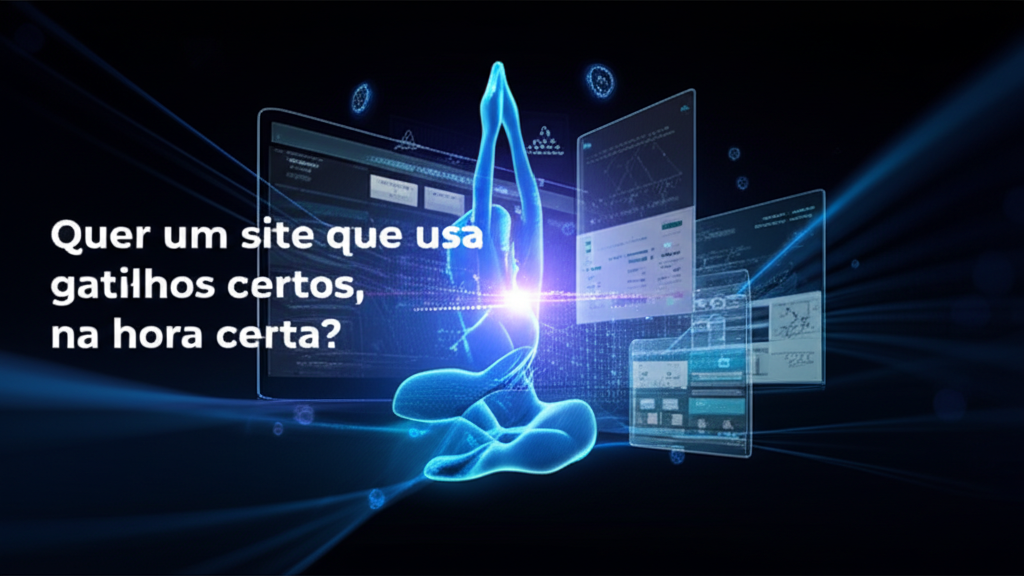 Quer um site que usa
gatilhos certos,
na hora certa?